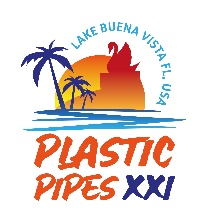 LAKE BUENA VISTA FL. USA
PLASTIC
PIPES XXI